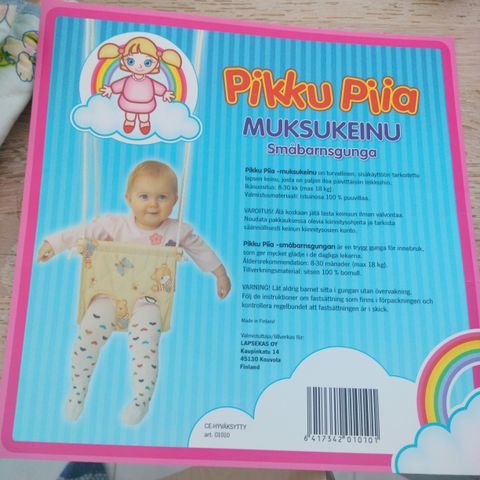 Pikku Piia
MUKSUKEINU
Småbarnsgunga
Pikku Piia -muksukeinu on turvallinen, sisäkäyttöön tarkoitettu
lapsen keinu, josta on paljon iloa päivittäisiin leikkeihin.
Ikäsuositus: 8-30 kk (max 18 kg).
Valmistusmateriaali: istuinosa 100 % puuvillaa.
VAROITUS! Älä koskaan jätä lasta keinuun ilman valvontaa.
Noudata pakkauksessa olevia kiinnitysohjeita ja tarkista
säännöllisesti keinun kiinnitysosien kunto.
Pikku Piia -småbarnsgungan är en trygg gunga för innebruk,
som ger mycket glädje i de dagliga lekarna.
Åldersrekommendation: 8-30 månader (max 18 kg).
Tillverkningsmaterial: sitsen 100 % bomull.
VARNING! Låt aldrig barnet sitta i gungan utan övervakning.
Följ de instruktioner om fastsättning som finns i förpackningen och
kontrollera regelbundet att fastsättningen är i skick.
Made in Finland
Valmistuttaja/tillverkas för:
LAPSEKAS OY
Kaupinkatu 14
45130 Kouvola
Finland
CE-HYVÄKSYTTY
art. 01010
6 417342 010101